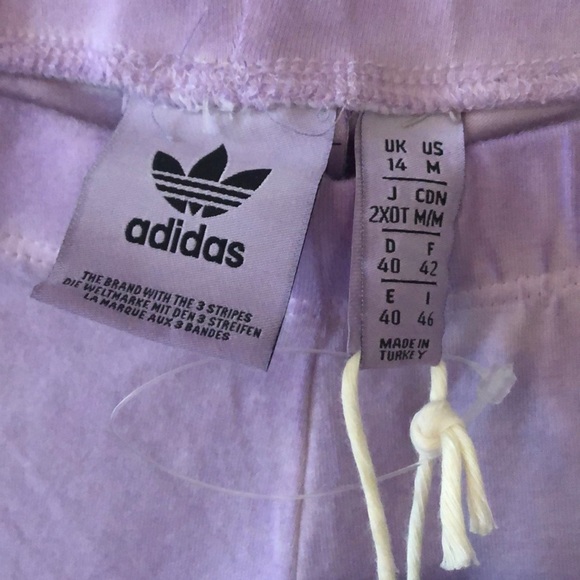 adidas
THE BRAND WITH THE 3 STRIPES
DIE WELTMARKE MIT DEN 3 STREIFEN
LA MARQUE AUX 3 BANDES
UK US
14 M
J CDN
2XOT M/M
D F
40 42
E I
40 46
MADE IN
TURKEY